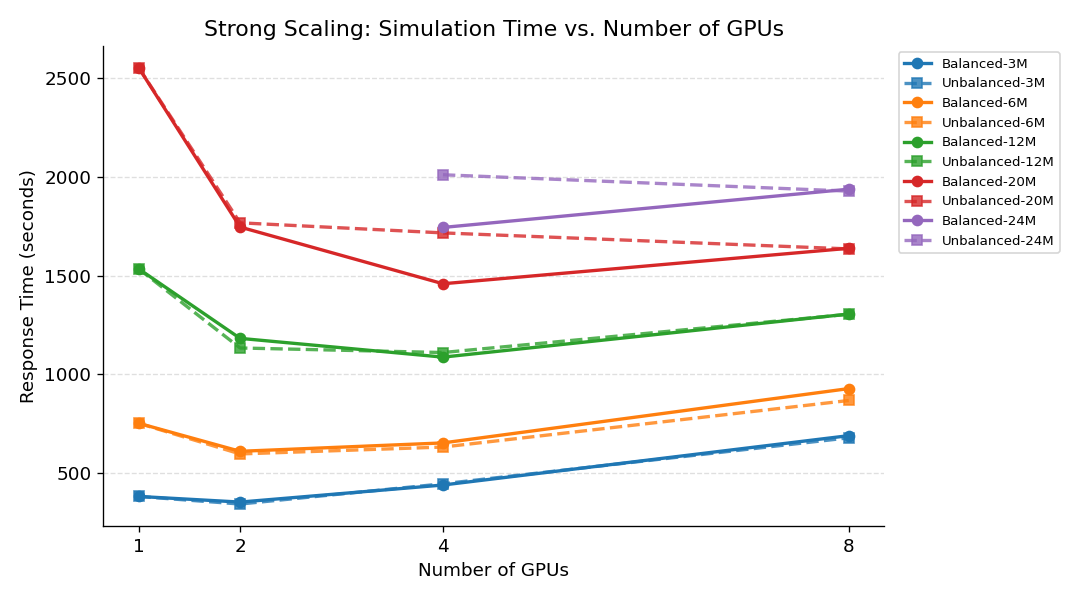 Strong Scaling: Simulation Time vs. Number of GPUs
Response Time (seconds)
2500
2000
1500
1000
500
1
2
4
8
Number of GPUs
Balanced-3M
Unbalanced-3M
Balanced-6M
Unbalanced-6M
Balanced-12M
Unbalanced-12M
Balanced-20M
Unbalanced-20M
Balanced-24M
Unbalanced-24M